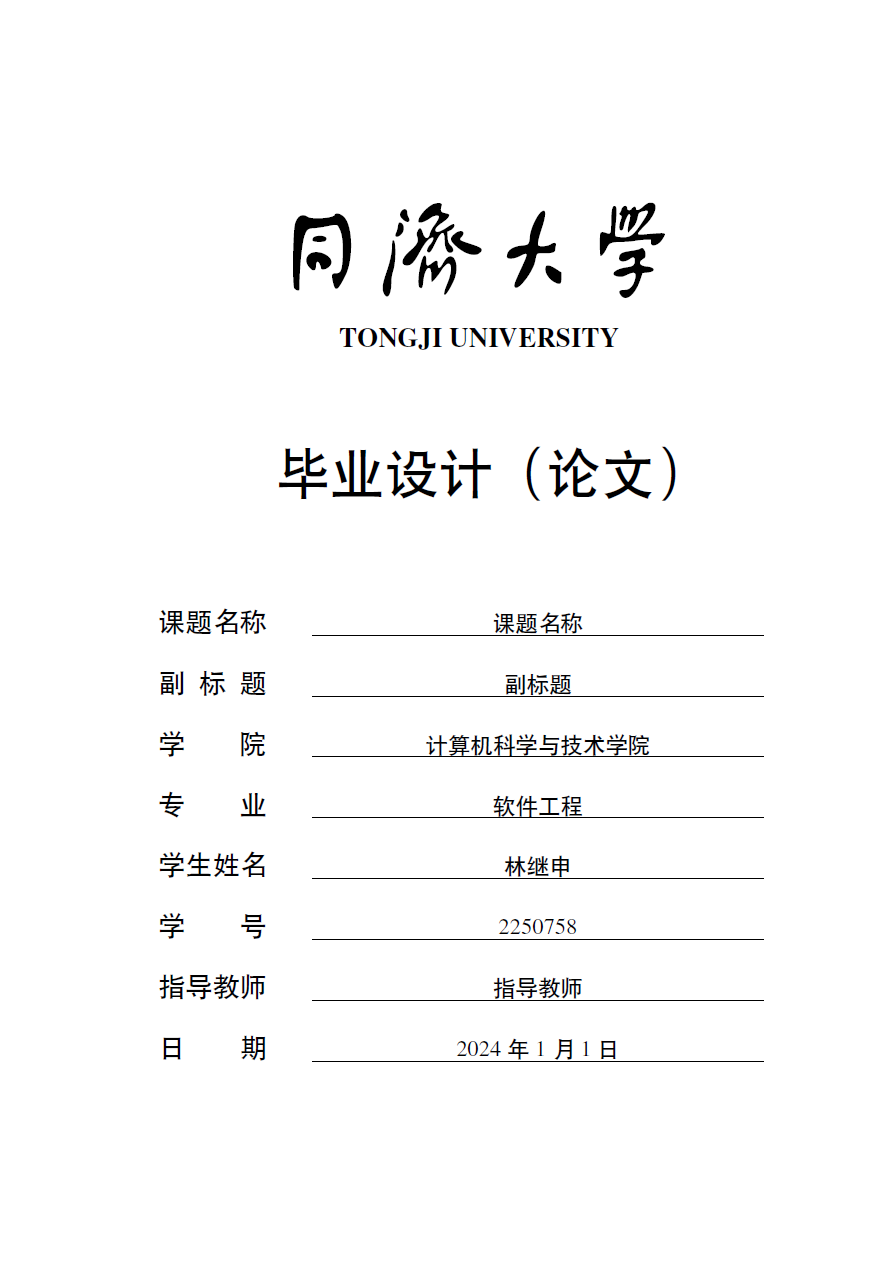 同濟大学
TONGJI UNIVERSITY
毕业设计（论文）
课题名称 课题名称
副标题 副标题
学院 计算机科学与技术学院
专业 软件工程
学生姓名 林继申
学号 2250758
指导教师 指导教师
日期 2024 年 1 月 1 日